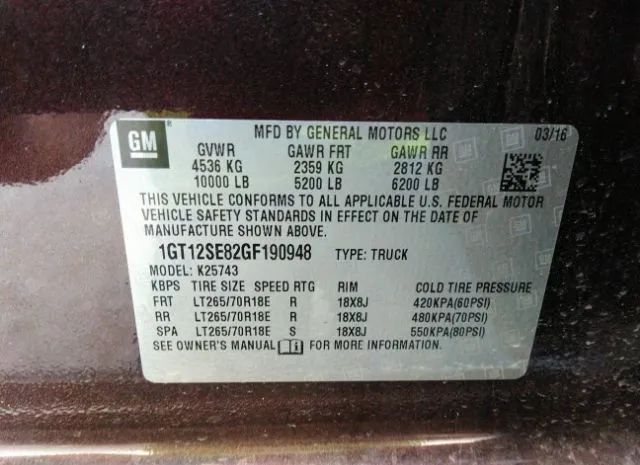 GM ® MFD BY GENERAL MOTORS LLC 03/16
GVWR GAWR FRT GAWR RR
4536 KG 2359 KG 2812 KG
10000 LB 5200 LB 6200 LB
THIS VEHICLE CONFORMS TO ALL APPLICABLE U.S. FEDERAL MOTOR
VEHICLE SAFETY STANDARDS IN EFFECT ON THE DATE OF
MANUFACTURE SHOWN ABOVE.
1GT12SE82GF190948 TYPE: TRUCK
MODEL: K25743
KBPS TIRE SIZE SPEED RTG RIM COLD TIRE PRESSURE
FRT LT265/70R18E R 18X8J 420KPA(60PSI)
RR LT265/70R18E R 18X8J 480KPA(70PSI)
SPA LT265/70R18E S 18X8J 550KPA(80PSI)
SEE OWNER'S MANUAL FOR MORE INFORMATION.